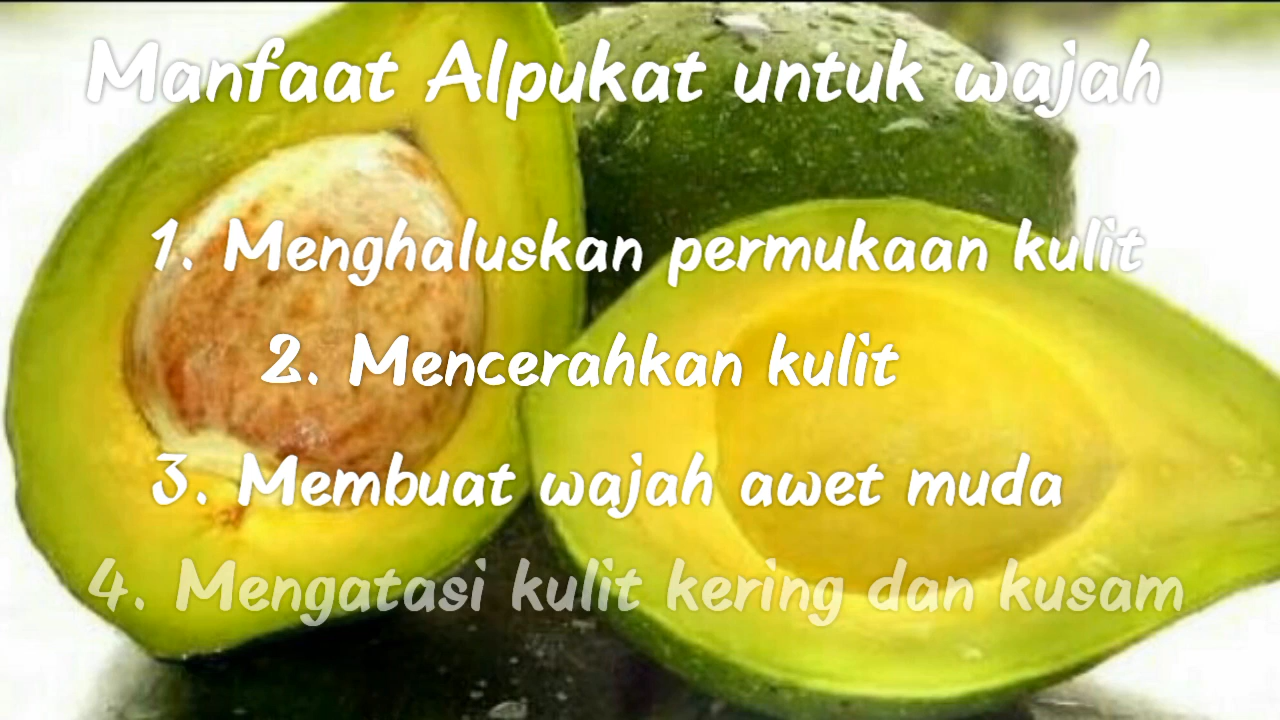 Manfaat Alpukat untuk wajah
1. Menghaluskan permukaan kulit
2. Mencerahkan kulit
3. Membuat wajah awet muda
4. Mengatasi kulit kering dan kusam